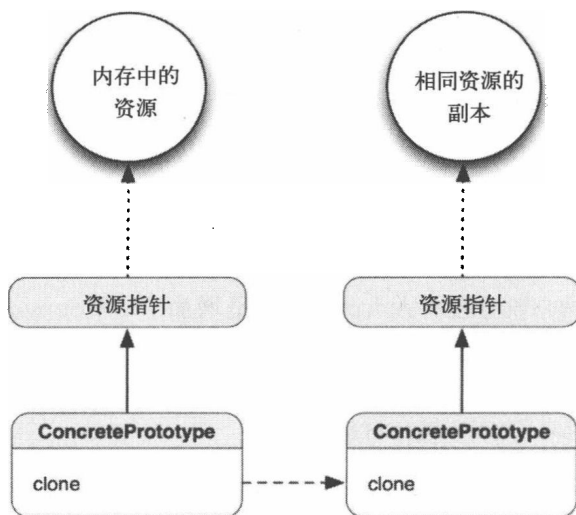 内存中的
资源
相同资源的
副本
资源指针
资源指针
ConcretePrototype
ConcretePrototype
clone
clone